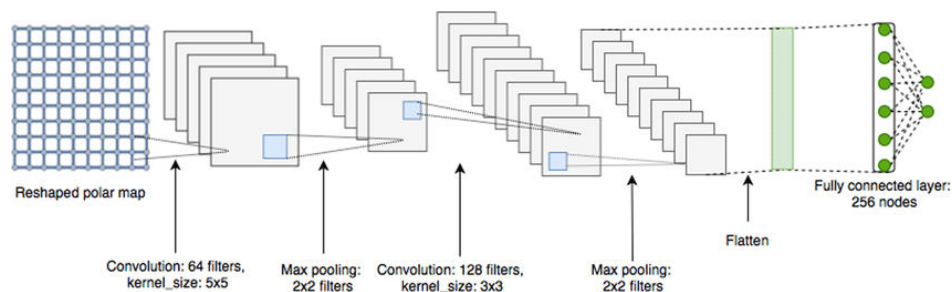 Reshaped polar map
Convolution: 64 filters,
kernel_size: 5x5
Max pooling:
2x2 filters
Convolution: 128 filters,
kernel_size: 3x3
Max pooling:
2x2 filters
Flatten
Fully connected layer:
256 nodes